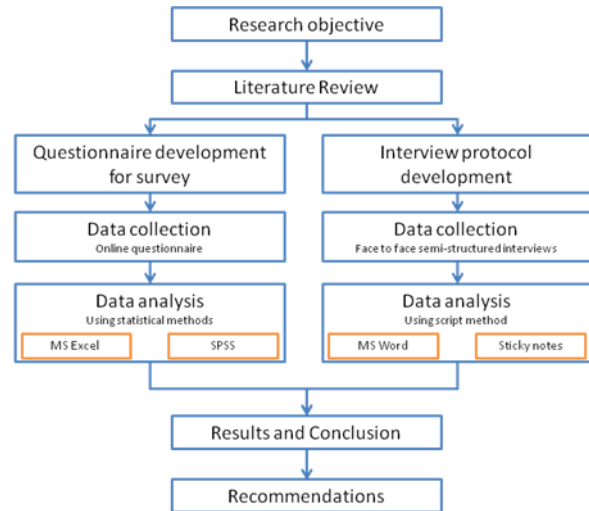 Research objective
Literature Review
Questionnaire development
for survey
Interview protocol
development
Data collection
Online questionnaire
Data collection
Face to face semi-structured interviews
Data analysis
Using statistical methods
MS Excel
SPSS
Data analysis
Using script method
MS Word
Sticky notes
Results and Conclusion
Recommendations